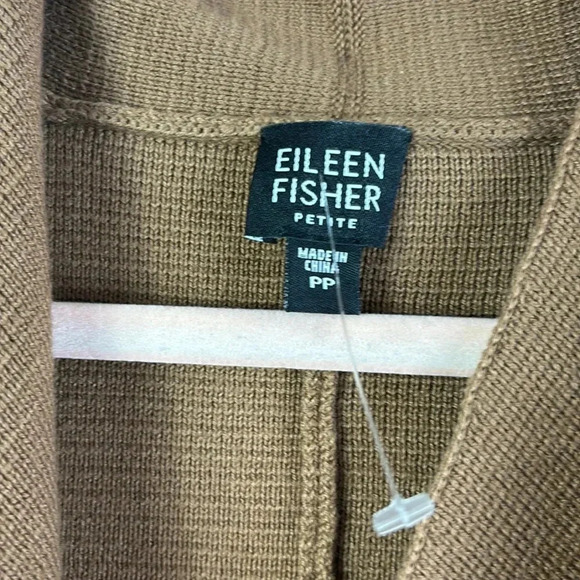 EILEEN
FISHER
PETITE
MADE IN
CHINA
PP